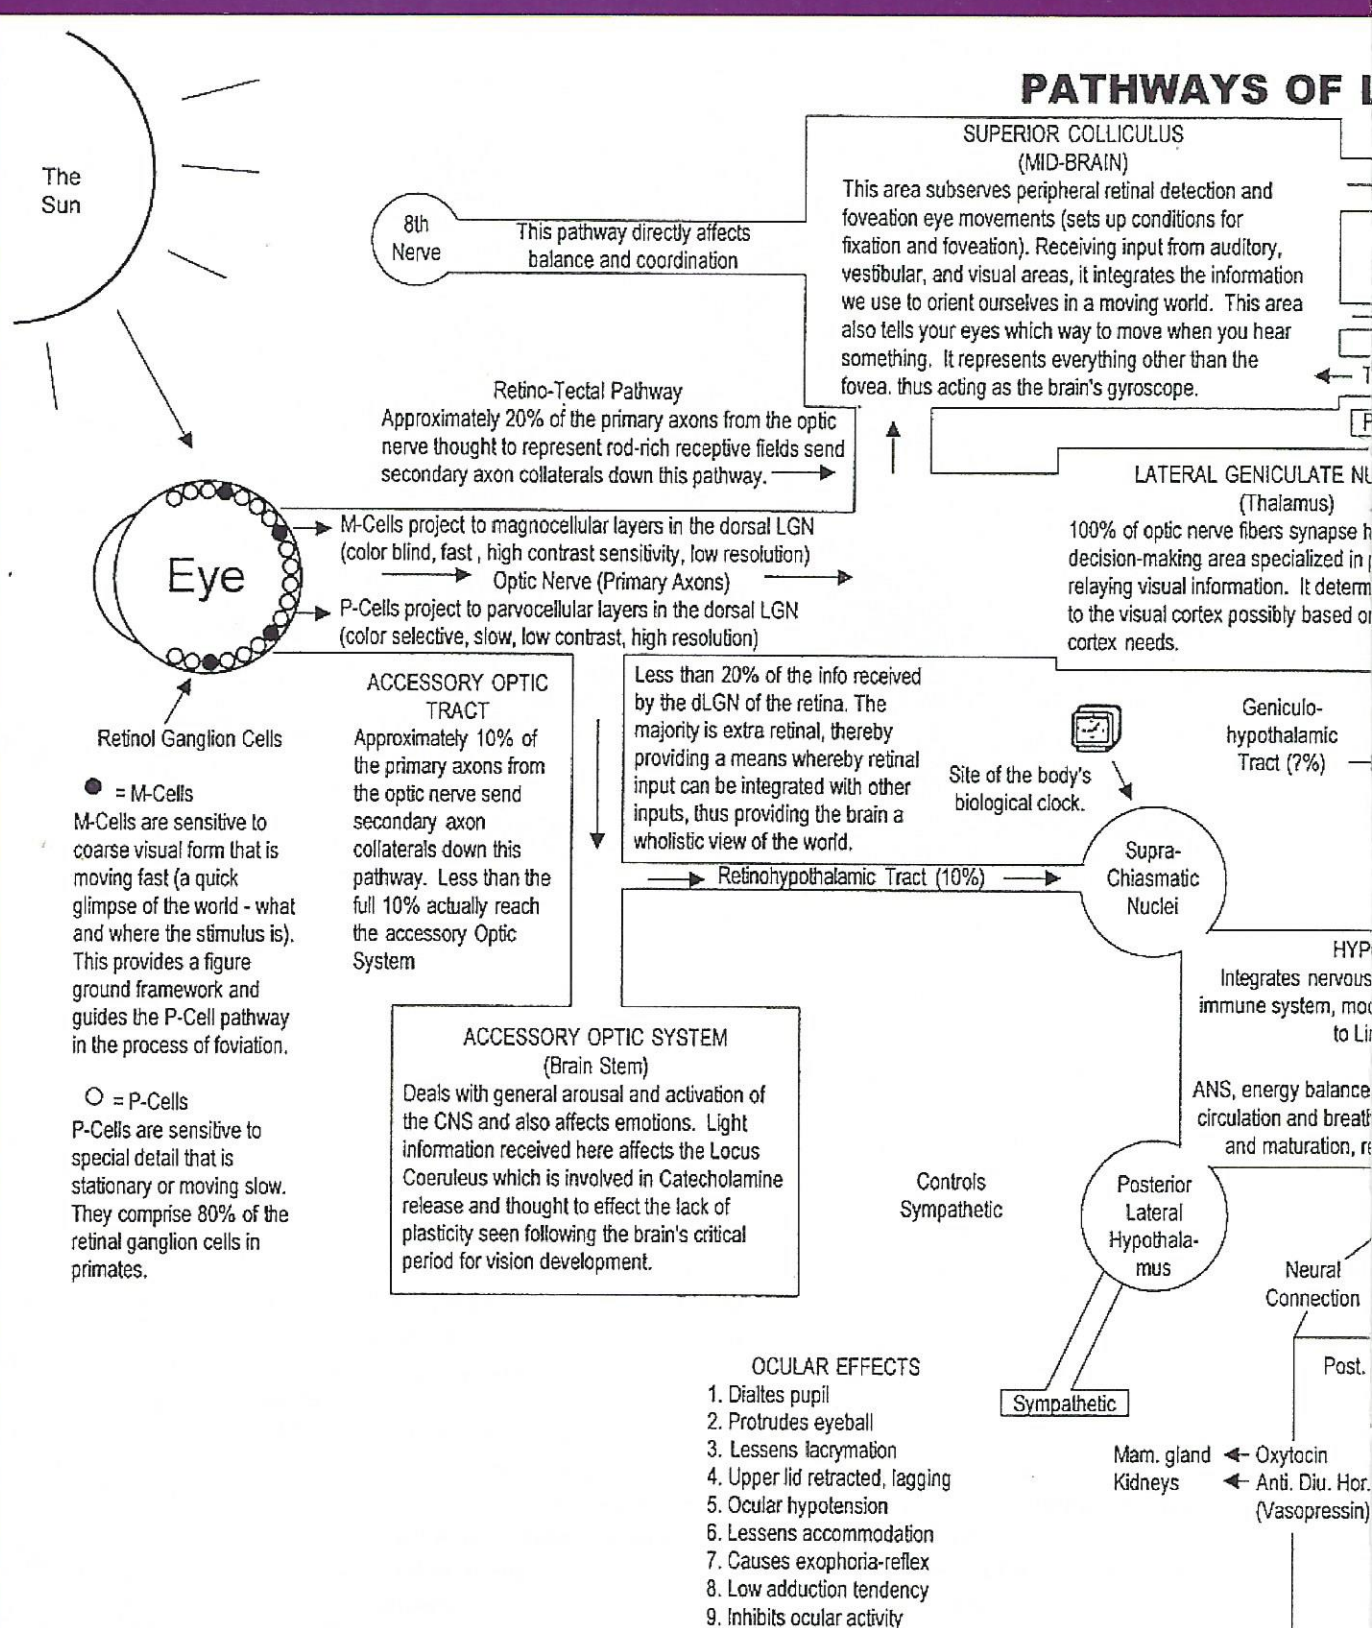 PATHWAYS OF
The
Sun
SUPERIOR COLLICULUS
(MID-BRAIN)
This area subserves peripheral retinal detection and
foveation eye movements (sets up conditions for
fixation and foveation). Receiving input from auditory,
vestibular, and visual areas, it integrates the information
we use to orient ourselves in a moving world. This area
also tells your eyes which way to move when you hear
something. It represents everything other than the
fovea, thus acting as the brain's gyroscope.
8th
Nerve
This pathway directly affects
balance and coordination
Retino-Tectal Pathway
Approximately 20% of the primary axons from the optic
nerve thought to represent rod-rich receptive fields send
secondary axon collaterals down this pathway.
M-Cells project to magnocellular layers in the dorsal LGN
(color blind, fast , high contrast sensitivity, low resolution)
Optic Nerve (Primary Axons)
P-Cells project to parvocellular layers in the dorsal LGN
(color selective, slow, low contrast, high resolution)
Eye
LATERAL GENICULATE NU
(Thalamus)
100% of optic nerve fibers synapse
decision-making area specialized in
relaying visual information. It determi
to the visual cortex possibly based
cortex needs.
Retinol Ganglion Cells
= M-Cells
M-Cells are sensitive to
coarse visual form that is
moving fast (a quick
glimpse of the world - what
and where the stimulus is).
This provides a figure
ground framework and
guides the P-Cell pathway
in the process of foviation.
= P-Cells
P-Cells are sensitive to
special detail that is
stationary or moving slow.
They comprise 80% of the
retinal ganglion cells in
primates.
ACCESSORY OPTIC
TRACT
Approximately 10% of
the primary axons from
the optic nerve send
secondary axon
collaterals down this
pathway. Less than the
full 10% actually reach
the accessory Optic
System
Less than 20% of the info received
by the dLGN of the retina. The
majority is extra retinal, thereby
providing a means whereby retinal
input can be integrated with other
inputs, thus providing the brain a
wholistic view of the world.
Site of the body's
biological clock.
Geniculo-
hypothalamic
Tract (?%)
Retinohypothalamic Tract (10%)
Supra-
Chiasmatic
Nuclei
ACCESSORY OPTIC SYSTEM
(Brain Stem)
Deals with general arousal and activation of
the CNS and also affects emotions. Light
information received here affects the Locus
Coeruleus which is involved in Catecholamine
release and thought to effect the lack of
plasticity seen following the brain's critical
period for vision development.
HYP
Integrates nervous
immune system, mo
to Li
ANS, energy balance
circulation and breat
and maturation, r
Controls
Sympathetic
Posterior
Lateral
Hypothala-
mus
Neural
Connection
Sympathetic
Post.
OCULAR EFFECTS
1. Dialtes pupil
2. Protrudes eyeball
3. Lessens lacrymation
4. Upper lid retracted, lagging
5. Ocular hypotension
6. Lessens accommodation
7. Causes exophoria-reflex
8. Low adduction tendency
9. Inhibits ocular activity
Mam. gland
Oxytocin
Kidneys
Anti. Diu. Hor.
(Vasopressin)